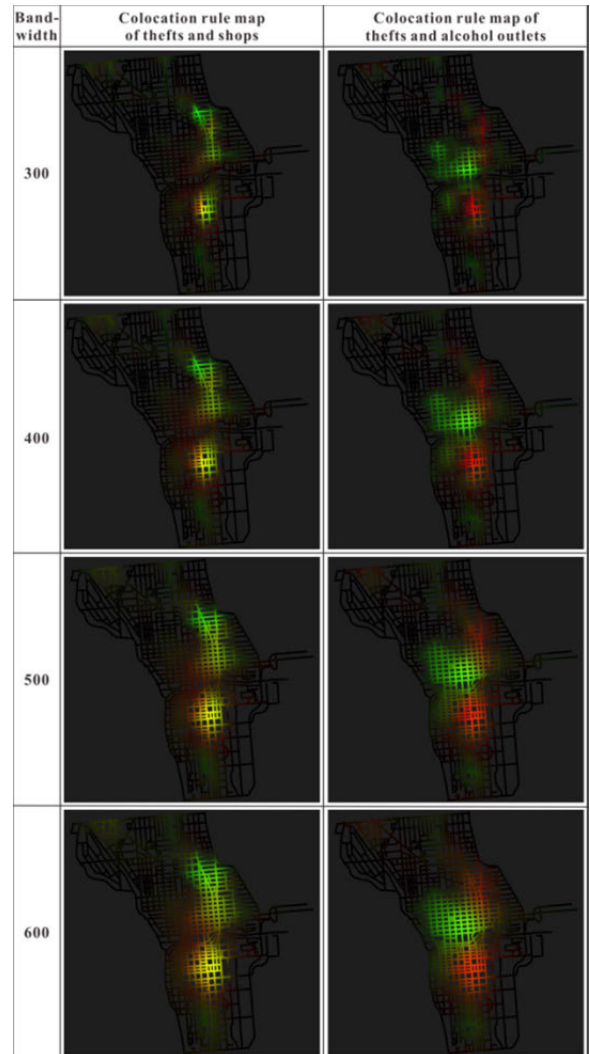 Band-
width
Colocation rule map
of thefts and shops
Colocation rule map of
thefts and alcohol outlets
300
400
500
600